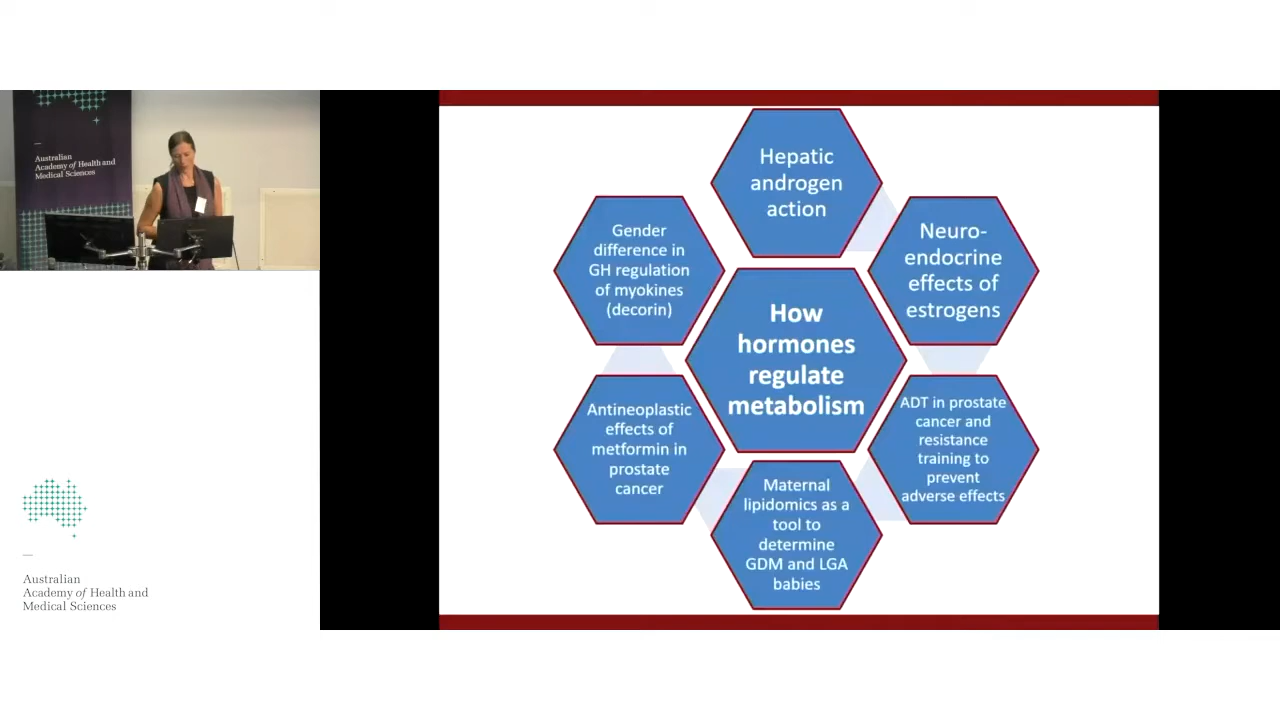 Australian
Academy of Health and
Medical Sciences
Hepatic
androgen
action
Neuro-
endocrine
effects of
estrogens
ADT in prostate
cancer and
resistance
training to
prevent
adverse effects
Maternal
lipidomics as a
tool to
determine
GDM and LGA
babies
Antineoplastic
effects of
metformin in
prostate
cancer
Gender
difference in
GH regulation
of myokines
(decorin)
How
hormones
regulate
metabolism
Australian
Academy of Health and
Medical Sciences